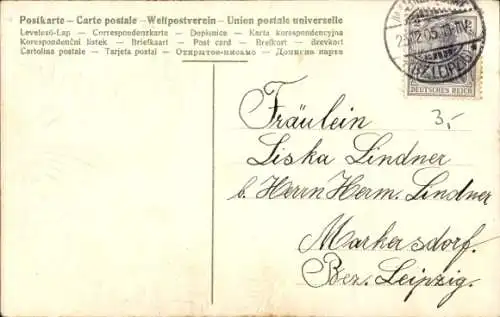 Postkarte – Carte postale – Weltpostverein – Union postale universelle
Levelező-Lap – Correspondenzkarte – Dopisnice – Karta korespondencyjna
Korespondenční lístek – Briefkaart – Post card – Brefkort – Brevkort
Cartolina postale – Tarjeta postal – Открытое-письмо – Дописна карта
DEUTSCHES REICH
3,-
Fräulein
Liska Lindner
b. Herrn Herm. Lindner
Markersdorf.
Bez. Leipzig.